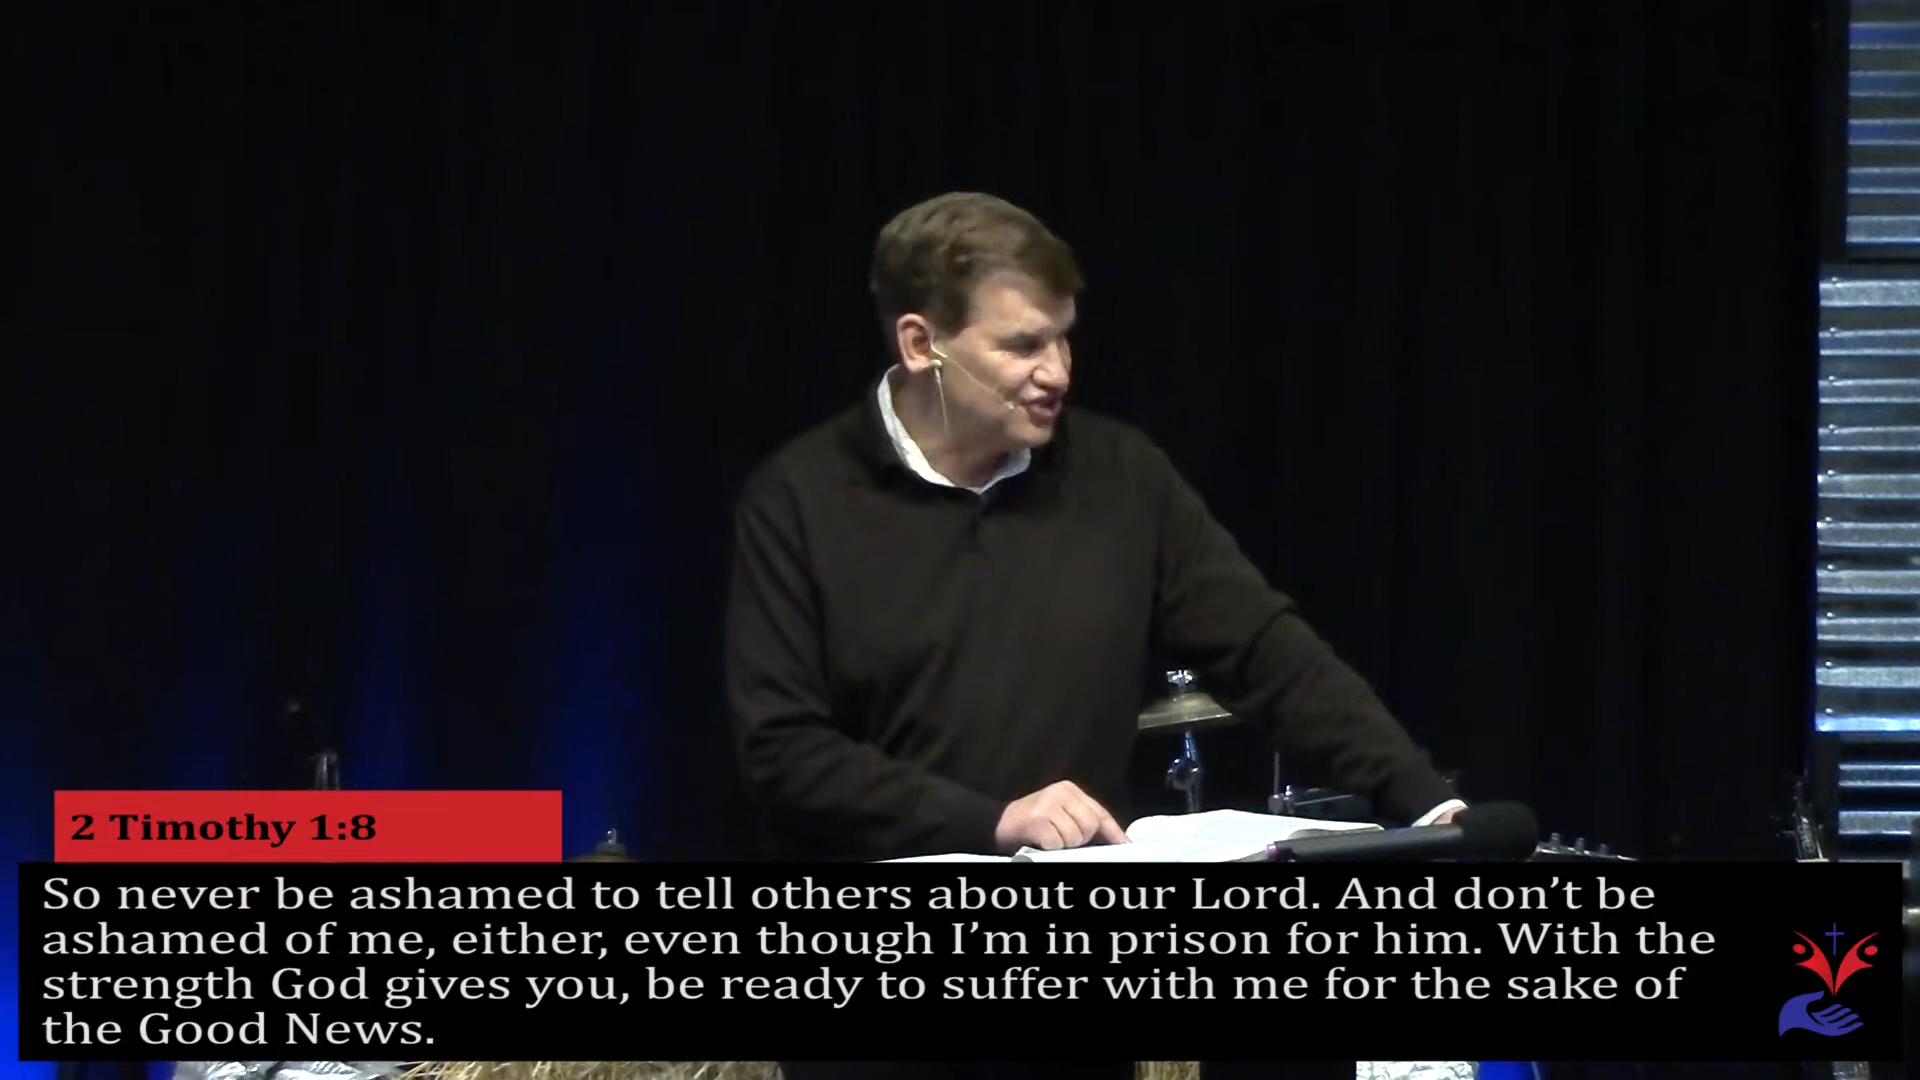 2 Timothy 1:8
So never be ashamed to tell others about our Lord. And don’t be
ashamed of me, either, even though I’m in prison for him. With the
strength God gives you, be ready to suffer with me for the sake of
the Good News.